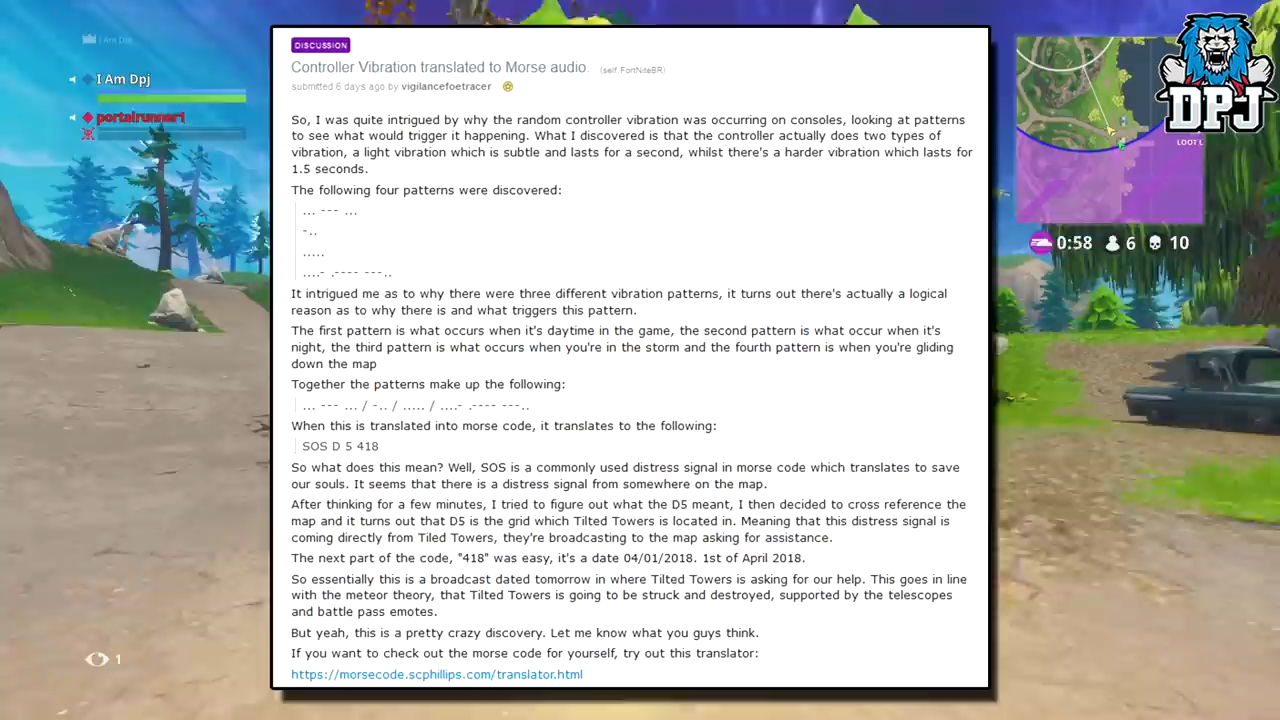 I Am Dpj
I Am Dpj
portalrunner1
DISCUSSION
Controller Vibration translated to Morse audio. (self.FortNiteBR)
submitted 6 days ago by vigilancefoetracer
So, I was quite intrigued by why the random controller vibration was occurring on consoles, looking at patterns
to see what would trigger it happening. What I discovered is that the controller actually does two types of
vibration, a light vibration which is subtle and lasts for a second, whilst there's a harder vibration which lasts for
1.5 seconds.
The following four patterns were discovered:
... --- ...
-..
.....
....- .---- ---..
It intrigued me as to why there were three different vibration patterns, it turns out there's actually a logical
reason as to why there is and what triggers this pattern.
The first pattern is what occurs when it's daytime in the game, the second pattern is what occur when it's
night, the third pattern is what occurs when you're in the storm and the fourth pattern is when you're gliding
down the map
Together the patterns make up the following:
... --- ... / -.. / ..... / ....- .---- ---..
When this is translated into morse code, it translates to the following:
SOS D 5 418
So what does this mean? Well, SOS is a commonly used distress signal in morse code which translates to save
our souls. It seems that there is a distress signal from somewhere on the map.
After thinking for a few minutes, I tried to figure out what the D5 meant, I then decided to cross reference the
map and it turns out that D5 is the grid which Tilted Towers is located in. Meaning that this distress signal is
coming directly from Tiled Towers, they're broadcasting to the map asking for assistance.
The next part of the code, "418" was easy, it's a date 04/01/2018. 1st of April 2018.
So essentially this is a broadcast dated tomorrow in where Tilted Towers is asking for our help. This goes in line
with the meteor theory, that Tilted Towers is going to be struck and destroyed, supported by the telescopes
and battle pass emotes.
But yeah, this is a pretty crazy discovery. Let me know what you guys think.
If you want to check out the morse code for yourself, try out this translator:
https://morsecode.scphillips.com/translator.html
DPJ
LOOT L
0:58 6 10
1